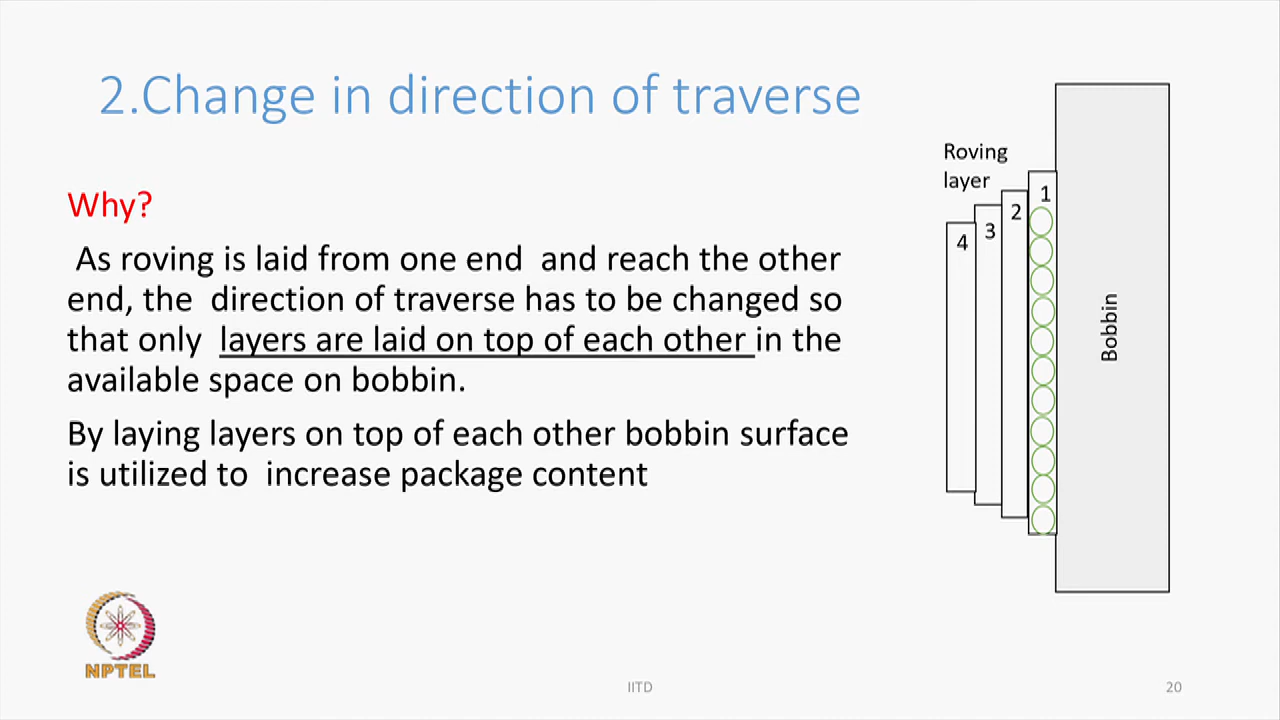 2.Change in direction of traverse
Why?
As roving is laid from one end and reach the other
end, the direction of traverse has to be changed so
that only layers are laid on top of each other in the
available space on bobbin.
By laying layers on top of each other bobbin surface
is utilized to increase package content
Roving
layer
1
2
3
4
Bobbin
NPTEL
IITD
20